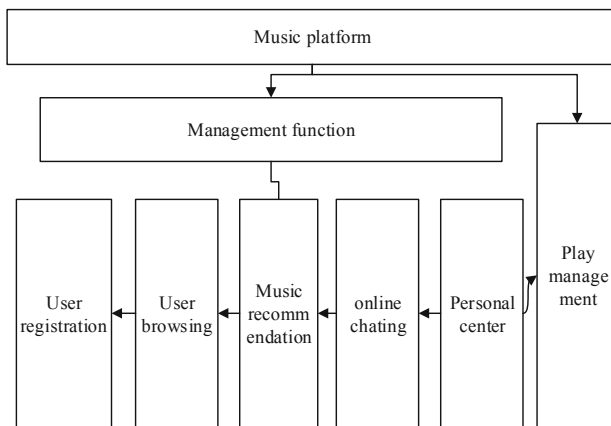 Music platform
Management function
User
registration
User
browsing
Music
recomm
endation
online
chating
Personal
center
Play
manage
ment